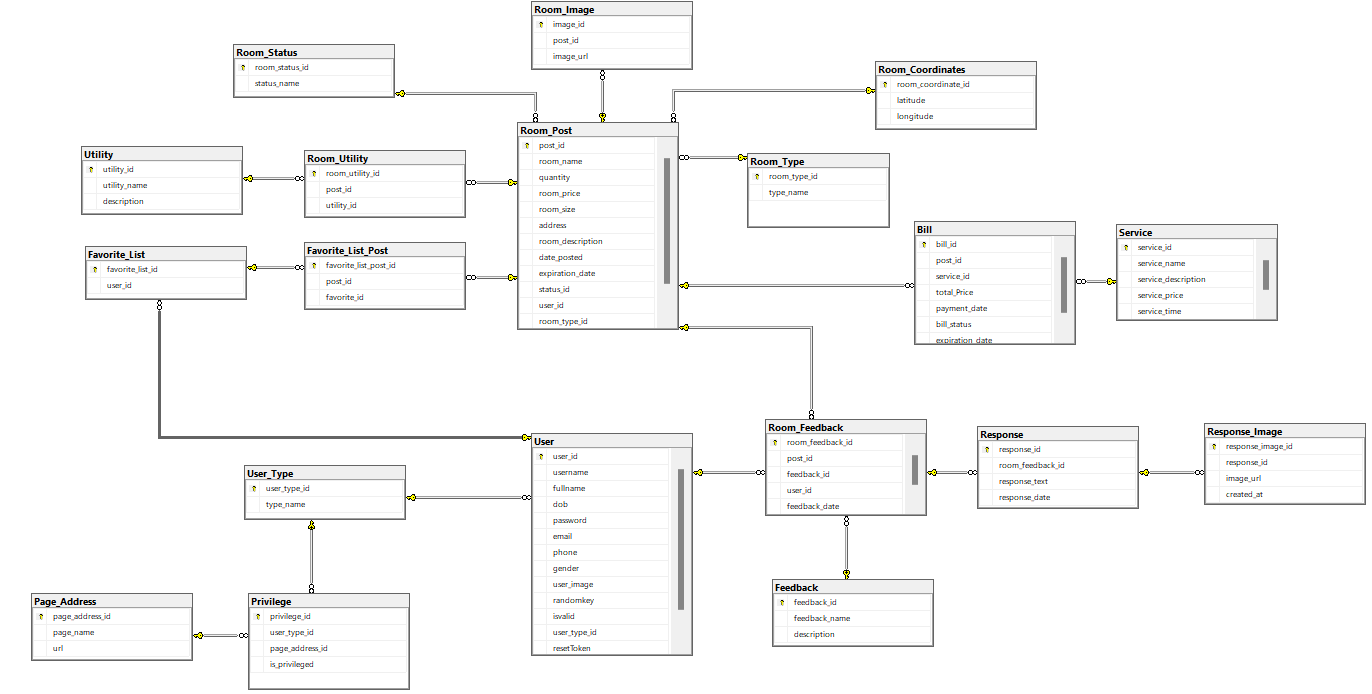 Room_Image
image_id
post_id
image_url
Room_Status
room_status_id
status_name
Room_Coordinates
room_coordinate_id
latitude
longitude
Room_Post
post_id
room_name
quantity
room_price
room_size
address
room_description
date_posted
expiration_date
status_id
user_id
room_type_id
Utility
utility_id
utility_name
description
Room_Utility
room_utility_id
post_id
utility_id
Room_Type
room_type_id
type_name
Favorite_List
favorite_list_id
user_id
Favorite_List_Post
favorite_list_post_id
post_id
favorite_id
Bill
bill_id
post_id
service_id
total_Price
payment_date
bill_status
expiration_date
Service
service_id
service_name
service_description
service_price
service_time
User
user_id
username
fullname
dob
password
email
phone
gender
user_image
randomkey
isvalid
user_type_id
resetToken
Room_Feedback
room_feedback_id
post_id
feedback_id
user_id
feedback_date
Response
response_id
room_feedback_id
response_text
response_date
Response_Image
response_image_id
response_id
image_url
created_at
User_Type
user_type_id
type_name
Page_Address
page_address_id
page_name
url
Privilege
privilege_id
user_type_id
page_address_id
is_privileged
Feedback
feedback_id
feedback_name
description